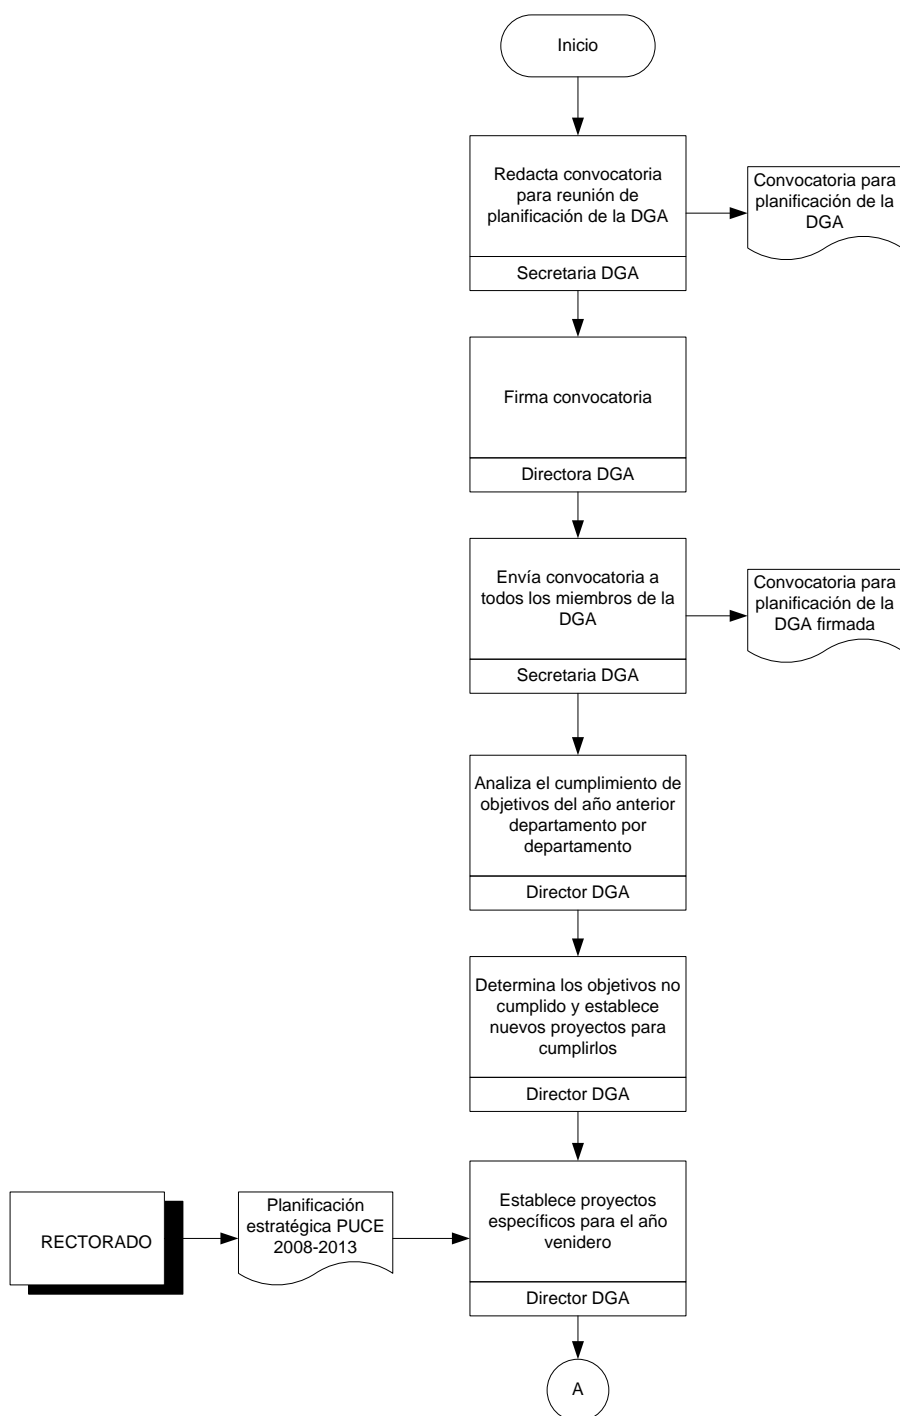 Inicio
Redacta convocatoria
para reunión de
planificación de la DGA
Secretaria DGA
Convocatoria para
planificación de la
DGA
Firma convocatoria
Directora DGA
Envía convocatoria a
todos los miembros de la
DGA
Secretaria DGA
Convocatoria para
planificación de la
DGA firmada
Analiza el cumplimiento de
objetivos del año anterior
departamento por
departamento
Director DGA
Determina los objetivos no
cumplido y establece
nuevos proyectos para
cumplirlos
Director DGA
RECTORADO
Planificación
estratégica PUCE
2008-2013
Establece proyectos
específicos para el año
venidero
Director DGA
A